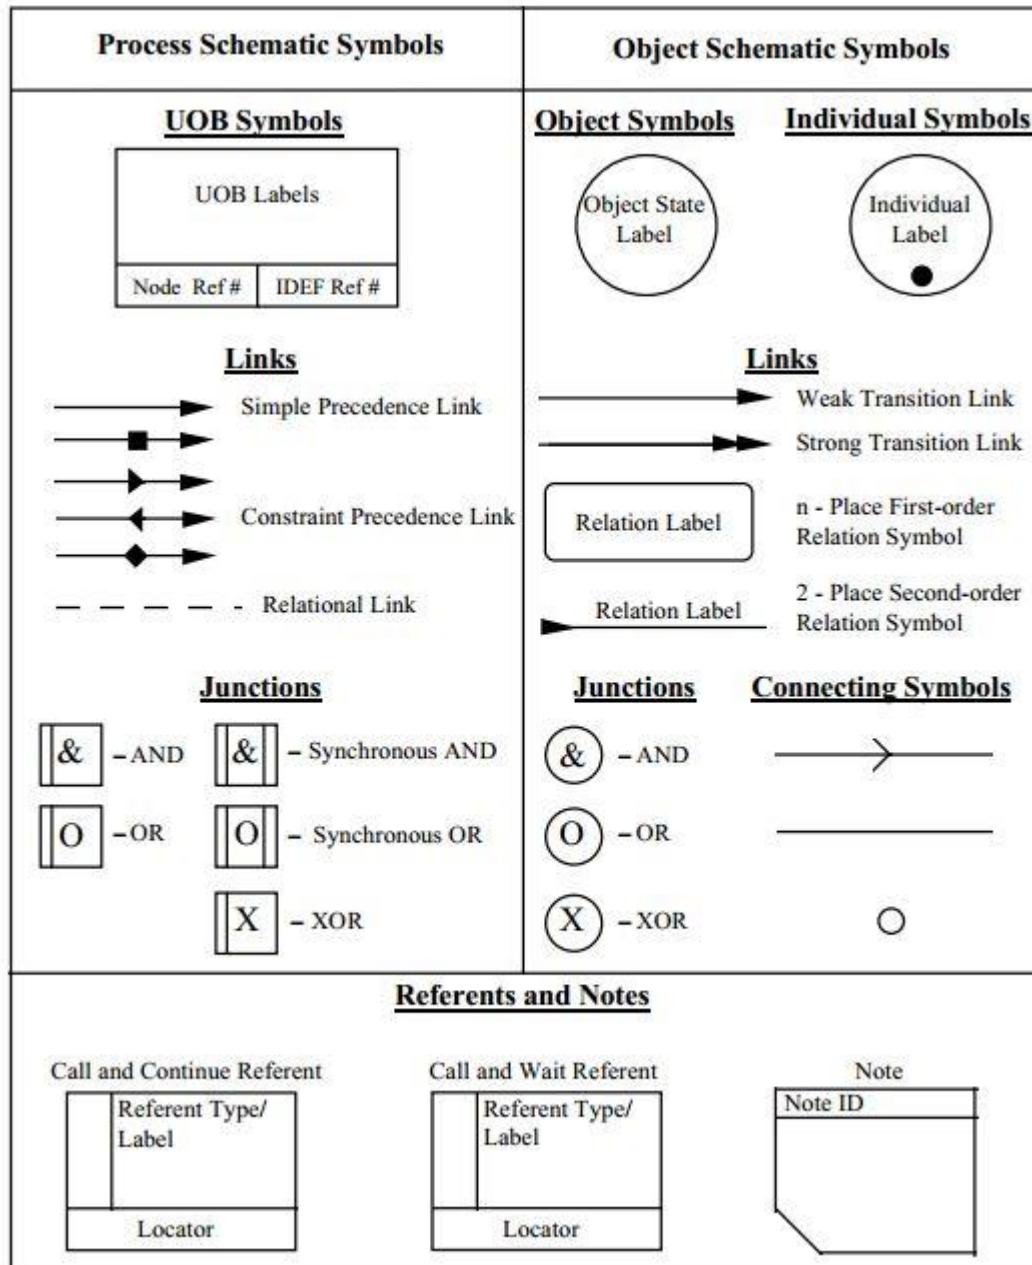 Process Schematic Symbols
Object Schematic Symbols
UOB Symbols
UOB Labels
Node Ref #
IDEF Ref #
Links
Simple Precedence Link
Constraint Precedence Link
Relational Link
Junctions
&
– AND
&
– Synchronous AND
O
– OR
O
– Synchronous OR
X
– XOR
Object Symbols
Individual Symbols
Object State
Label
Individual
Label
Links
Weak Transition Link
Strong Transition Link
Relation Label
n - Place First-order
Relation Symbol
Relation Label
2 - Place Second-order
Relation Symbol
Junctions
Connecting Symbols
&
– AND
O
– OR
X
– XOR
Referents and Notes
Call and Continue Referent
Referent Type/
Label
Locator
Call and Wait Referent
Referent Type/
Label
Locator
Note
Note ID